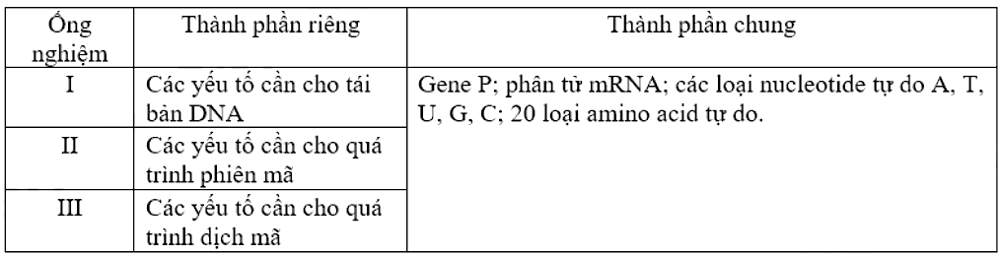 Ống nghiệm
Thành phần riêng
Thành phần chung
I
Các yếu tố cần cho tái bản DNA
Gene P; phân tử mRNA; các loại nucleotide tự do A, T,
U, G, C; 20 loại amino acid tự do.
II
Các yếu tố cần cho quá trình phiên mã
III
Các yếu tố cần cho quá trình dịch mã